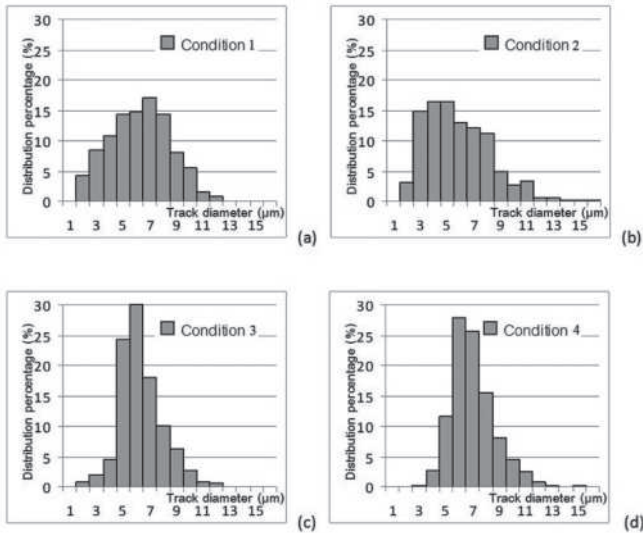 30
25
20
15
10
5
0
Distribution percentage (%)
Condition 1
Track diameter (μm)
1 3 5 7 9 11 13 15
(a)
30
25
20
15
10
5
0
Distribution percentage (%)
Condition 2
Track diameter (μm)
1 3 5 7 9 11 13 15
(b)
30
25
20
15
10
5
0
Distribution percentage (%)
Condition 3
Track diameter (μm)
1 3 5 7 9 11 13 15
(c)
30
25
20
15
10
5
0
Distribution percentage (%)
Condition 4
Track diameter (μm)
1 3 5 7 9 11 13 15
(d)